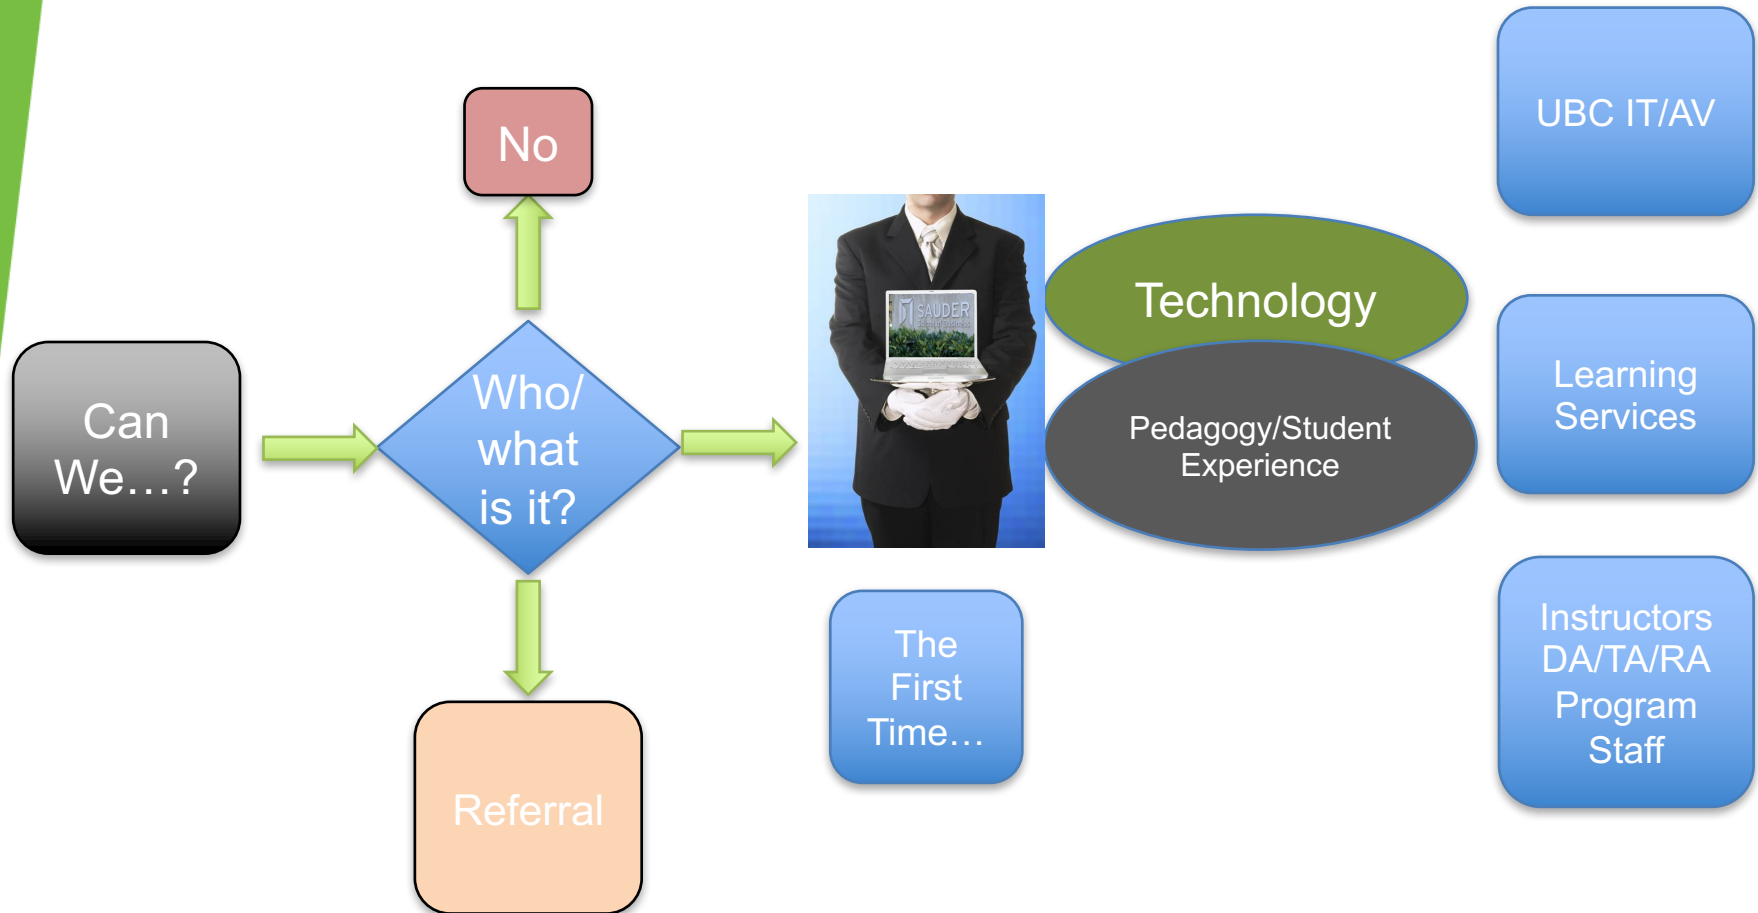 No
UBC IT/AV
SAUDER
Technology
Can
We…?
Who/
what
is it?
Pedagogy/Student
Experience
Learning
Services
The
First
Time…
Instructors
DA/TA/RA
Program
Staff
Referral